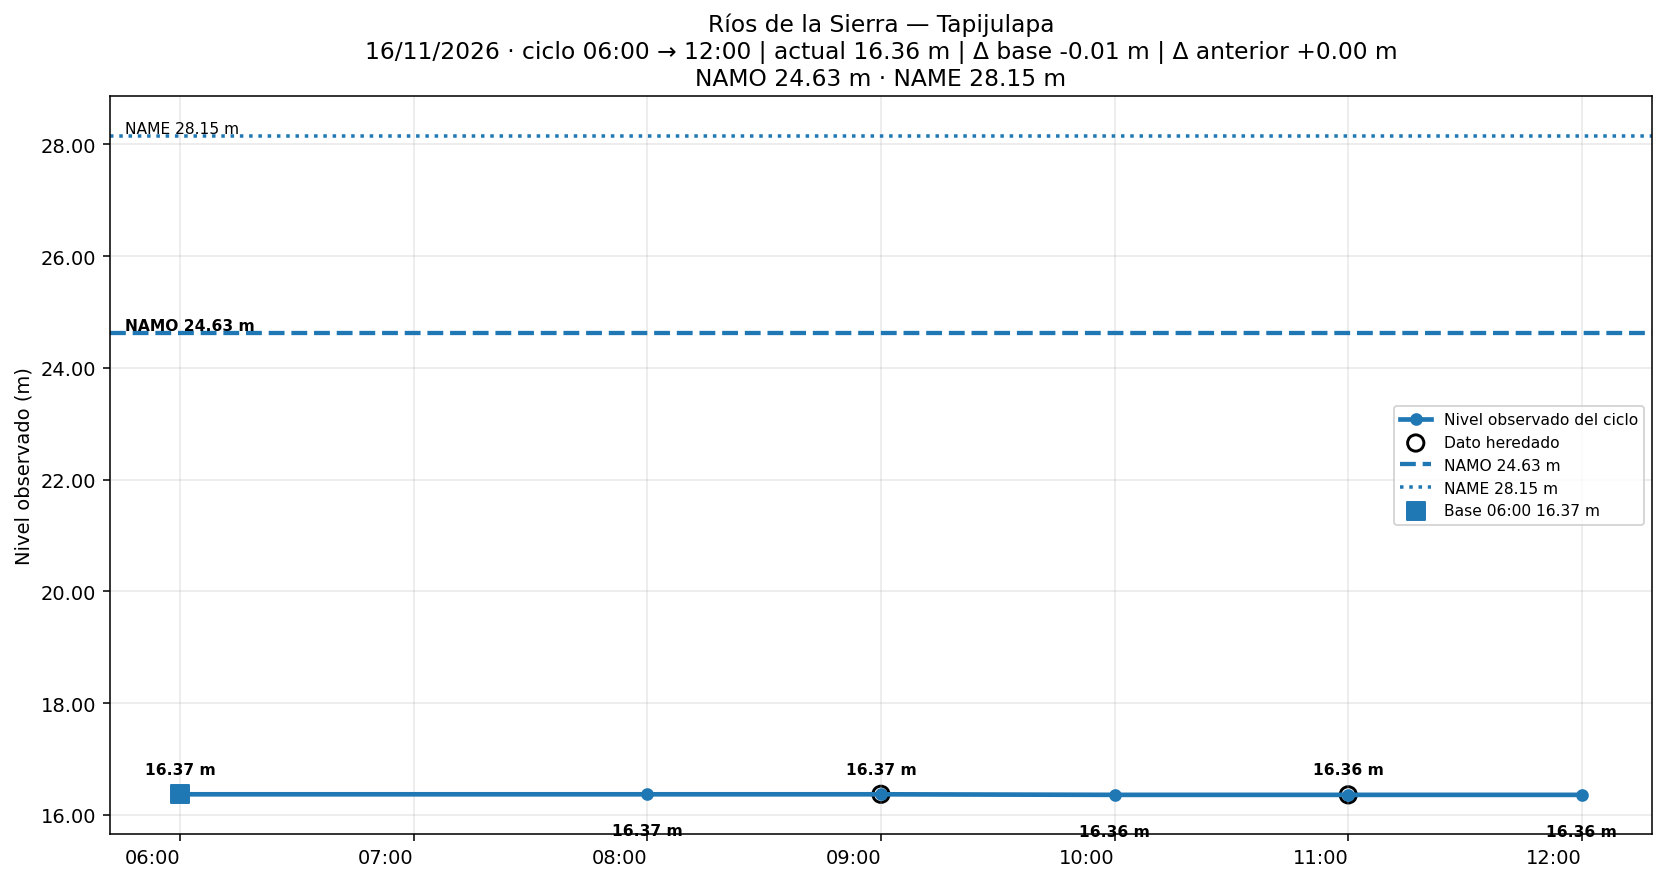 Ríos de la Sierra — Tapijulapa
16/11/2026 · ciclo 06:00 → 12:00 | actual 16.36 m | Δ base -0.01 m | Δ anterior +0.00 m
NAMO 24.63 m · NAME 28.15 m
NAME 28.15 m
28.00
26.00
NAMO 24.63 m
24.00
Nivel observado del ciclo
Dato heredado
NAMO 24.63 m
NAME 28.15 m
Base 06:00 16.37 m
22.00
Nivel observado (m)
20.00
18.00
16.37 m
16.37 m
16.36 m
16.00
16.37 m
16.36 m
16.36 m
06:00
07:00
08:00
09:00
10:00
11:00
12:00